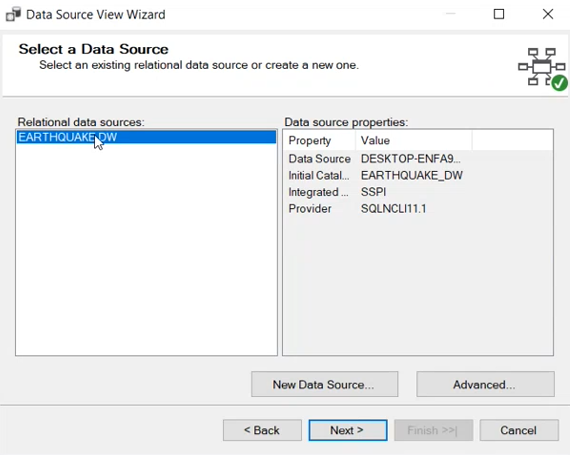 Data Source View Wizard
Select a Data Source
Select an existing relational data source or create a new one.
Relational data sources:
EARTHQUAKE_DW
Data source properties:
Property Value
Data Source DESKTOP-ENFA9...
Initial Catal... EARTHQUAKE_DW
Integrated ... SSPI
Provider SQLNCLI11.1
New Data Source...
Advanced...
< Back
Next >
Finish >>|
Cancel